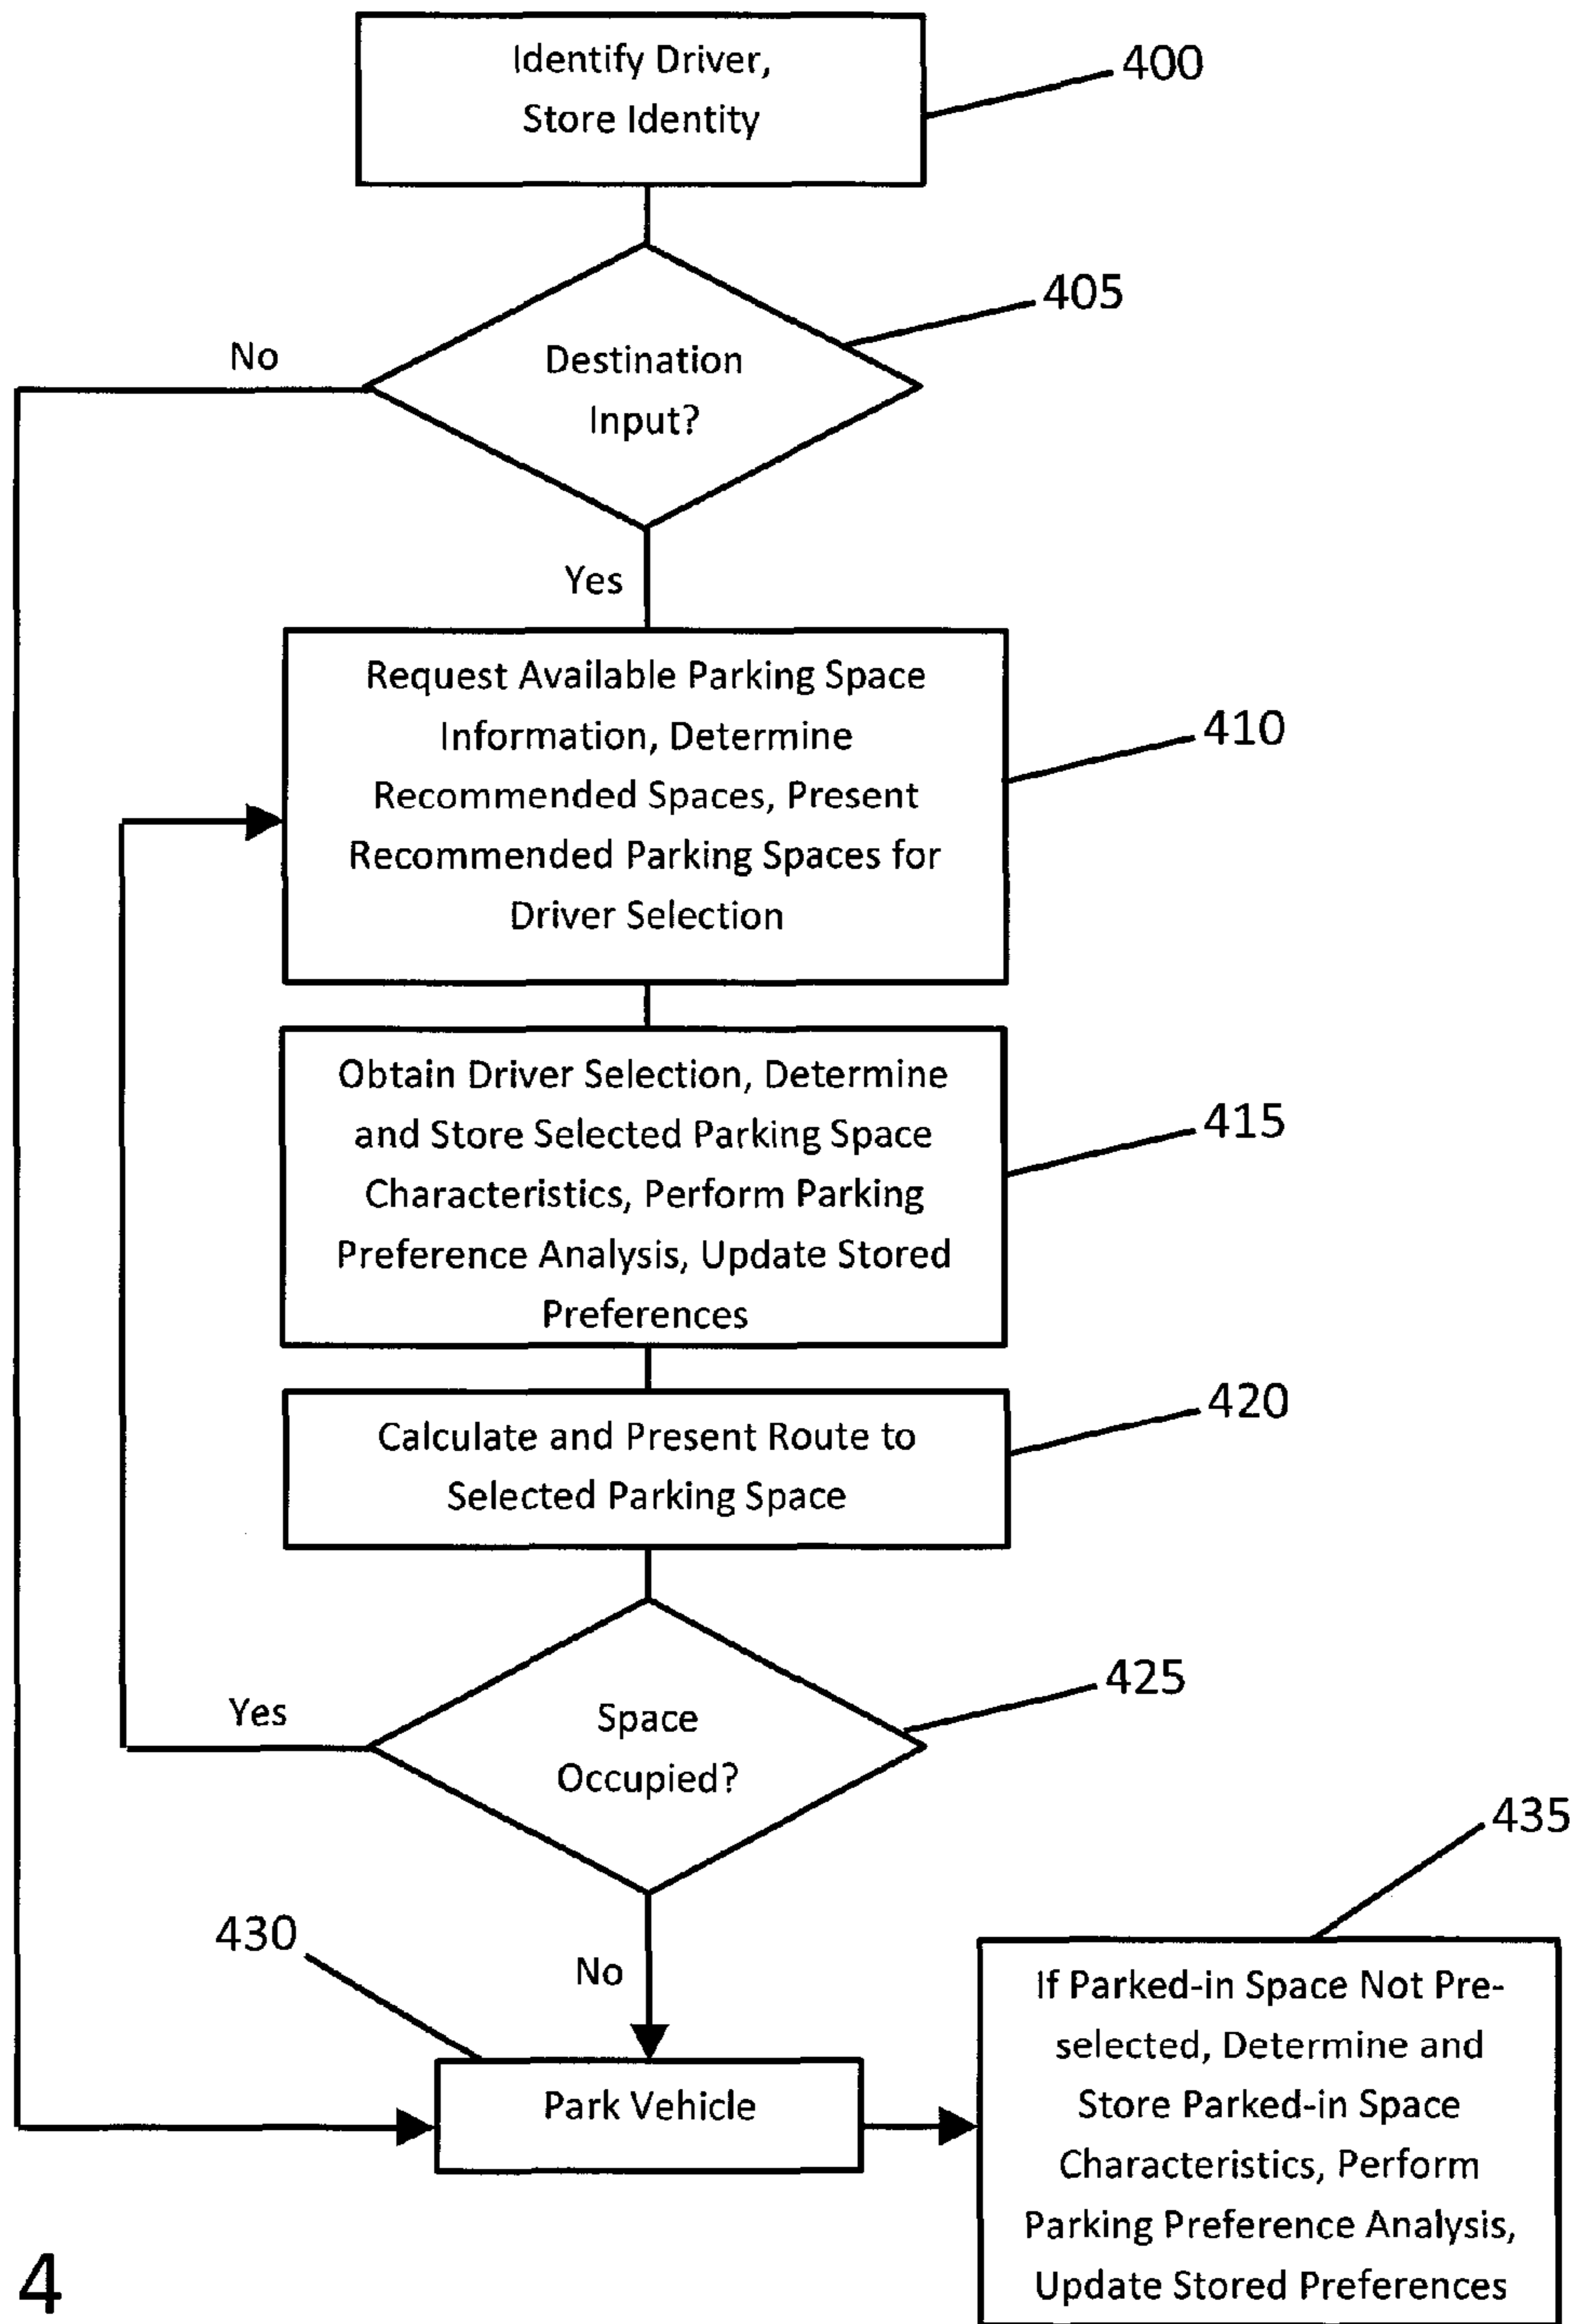 Identify Driver,
Store Identity
400
405
No
Destination
Input?
Yes
Request Available Parking Space
Information, Determine
Recommended Spaces, Present
Recommended Parking Spaces for
Driver Selection
410
Obtain Driver Selection, Determine
and Store Selected Parking Space
Characteristics, Perform Parking
Preference Analysis, Update Stored
Preferences
415
Calculate and Present Route to
Selected Parking Space
420
Space
Occupied?
425
Yes
No
430
Park Vehicle
435
If Parked-in Space Not Pre-
selected, Determine and
Store Parked-in Space
Characteristics, Perform
Parking Preference Analysis,
Update Stored Preferences
4